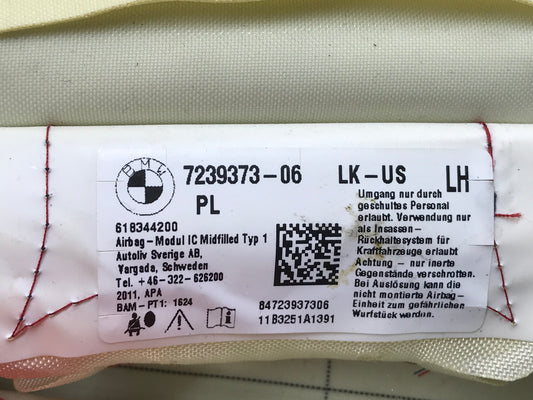 BMW
7239373-06 LK-US LH
PL
618344200
Airbag-Modul IC Midfilled Typ 1
Autoliv Sverige AB,
Vargada, Schweden
Tel. +46-322-626200
2011, APA
BAM-PT1: 1624
84723937306
11B3251A1391
Umgang nur durch
geschultes Personal
erlaubt. Verwendung nur
als Insassen-
Rückhaltesystem für
Kraftfahrzeuge erlaubt
Achtung - nur inerte
Gegenstände verschrotten.
Bei Auslösung kann die
nicht montierte Airbag-
Einheit zum gefährlichen
Wurfstück werden.